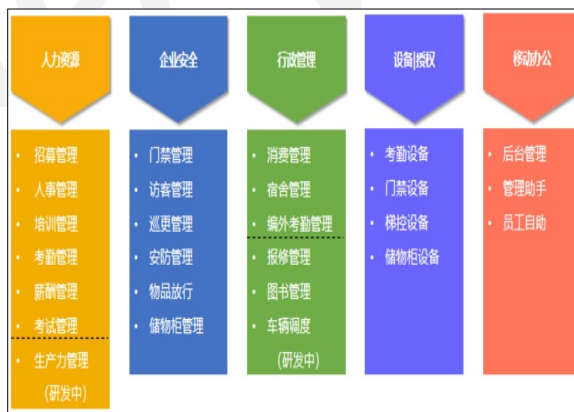 人力资源
• 招募管理
• 人事管理
• 培训管理
• 考勤管理
• 薪酬管理
• 考试管理
• 生产力管理
(研发中)
企业安全
• 门禁管理
• 访客管理
• 巡更管理
• 安防管理
• 物品放行
• 储物柜管理
行政管理
• 消费管理
• 宿舍管理
• 编外考勤管理
• 报修管理
• 图书管理
• 车辆调度
(研发中)
设备|授权
• 考勤设备
• 门禁设备
• 梯控设备
• 储物柜设备
移动办公
• 后台管理
• 管理助手
• 员工自助